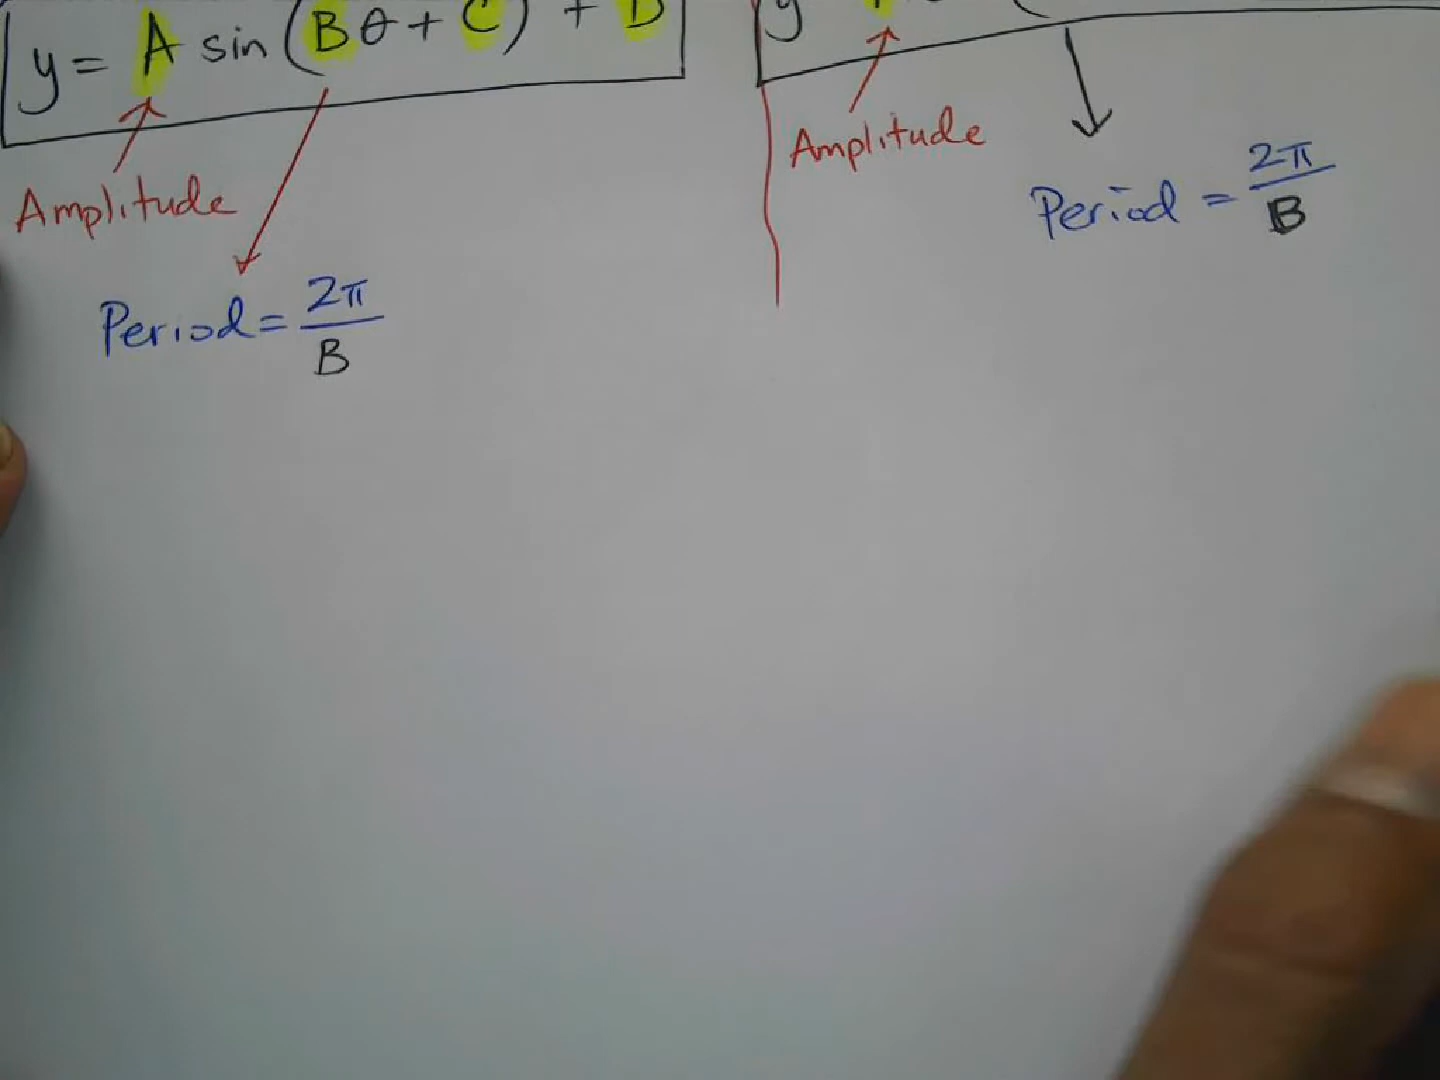 y = A sin (Bθ + C) + D
Amplitude
Period = 2π/B
y
Amplitude
Period = 2π/B